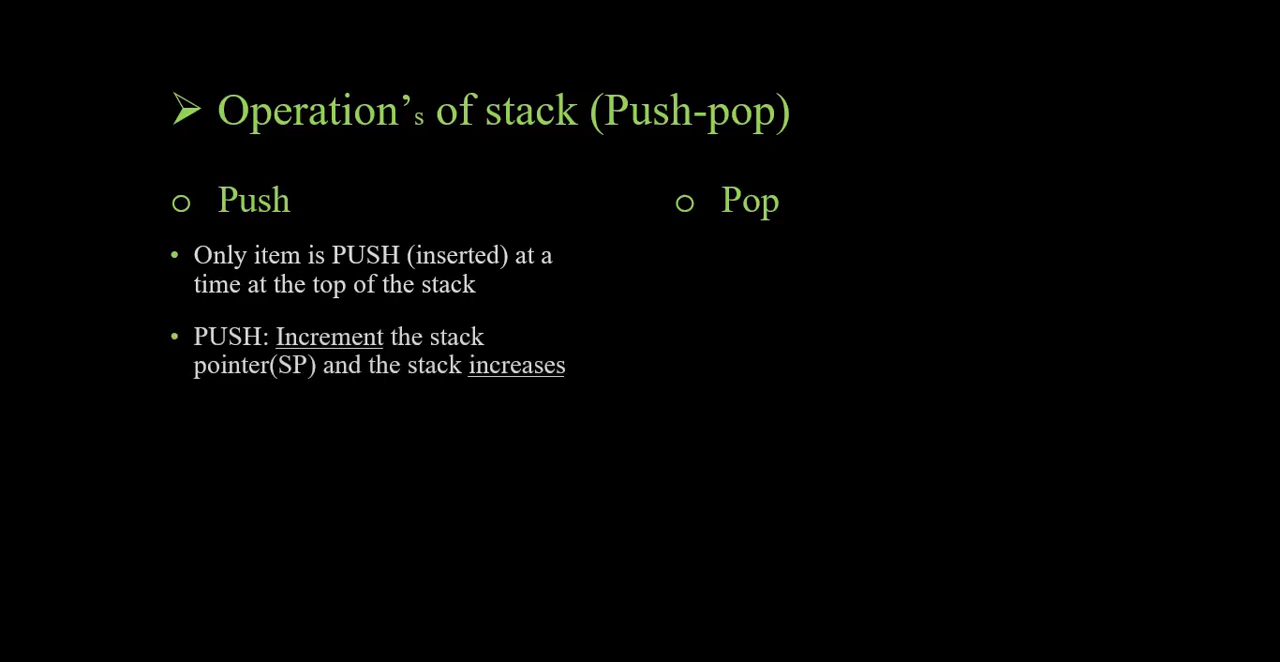 Operation’s of stack (Push-pop)
Push
Only item is PUSH (inserted) at a
time at the top of the stack
PUSH: Increment the stack
pointer(SP) and the stack increases
Pop